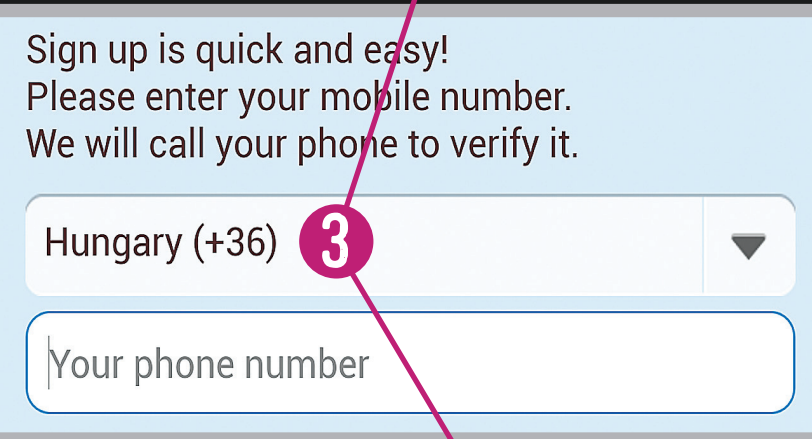 Sign up is quick and easy!
Please enter your mobile number.
We will call your phone to verify it.
Hungary (+36)
3
Your phone number